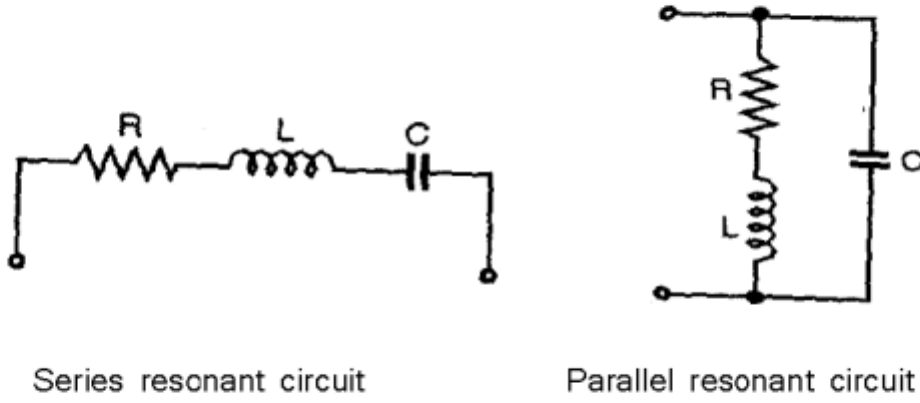 R L C
R
L
C
Series resonant circuit
Parallel resonant circuit